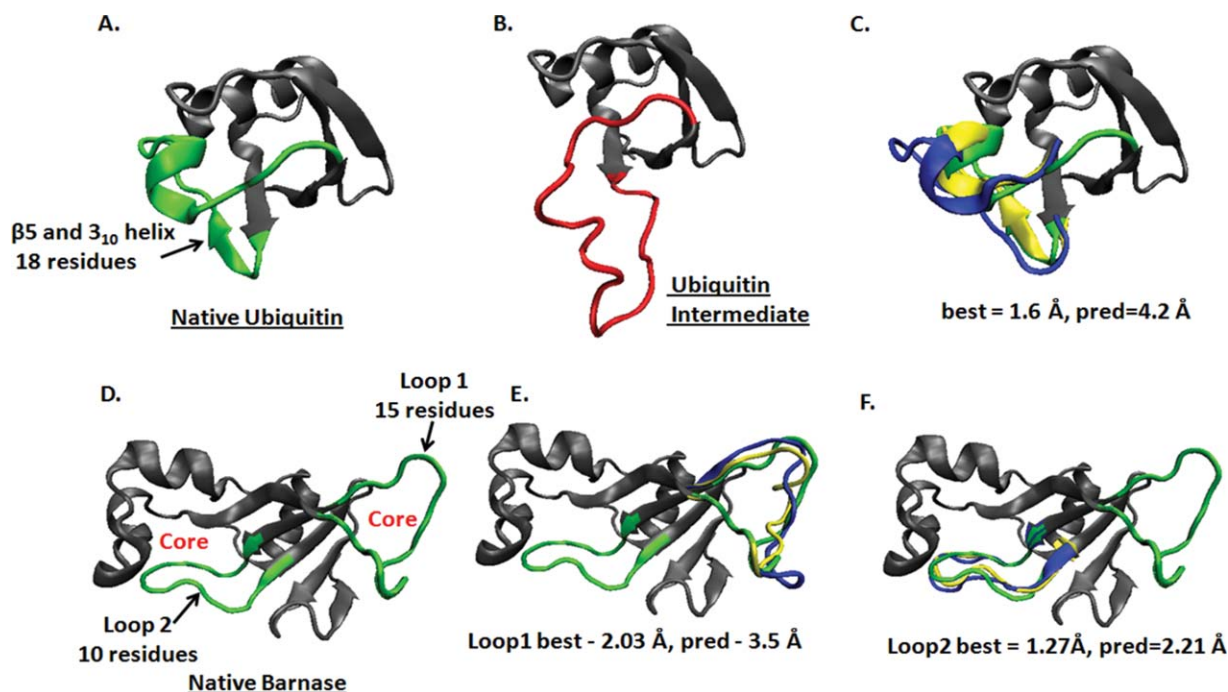 A.
β5 and 3₁₀ helix
18 residues
Native Ubiquitin
B.
Ubiquitin
Intermediate
C.
best = 1.6 Å, pred=4.2 Å
D.
Loop 1
15 residues
Core
Core
Loop 2
10 residues
Native Barnase
E.
Loop1 best - 2.03 Å, pred - 3.5 Å
F.
Loop2 best = 1.27Å, pred=2.21 Å